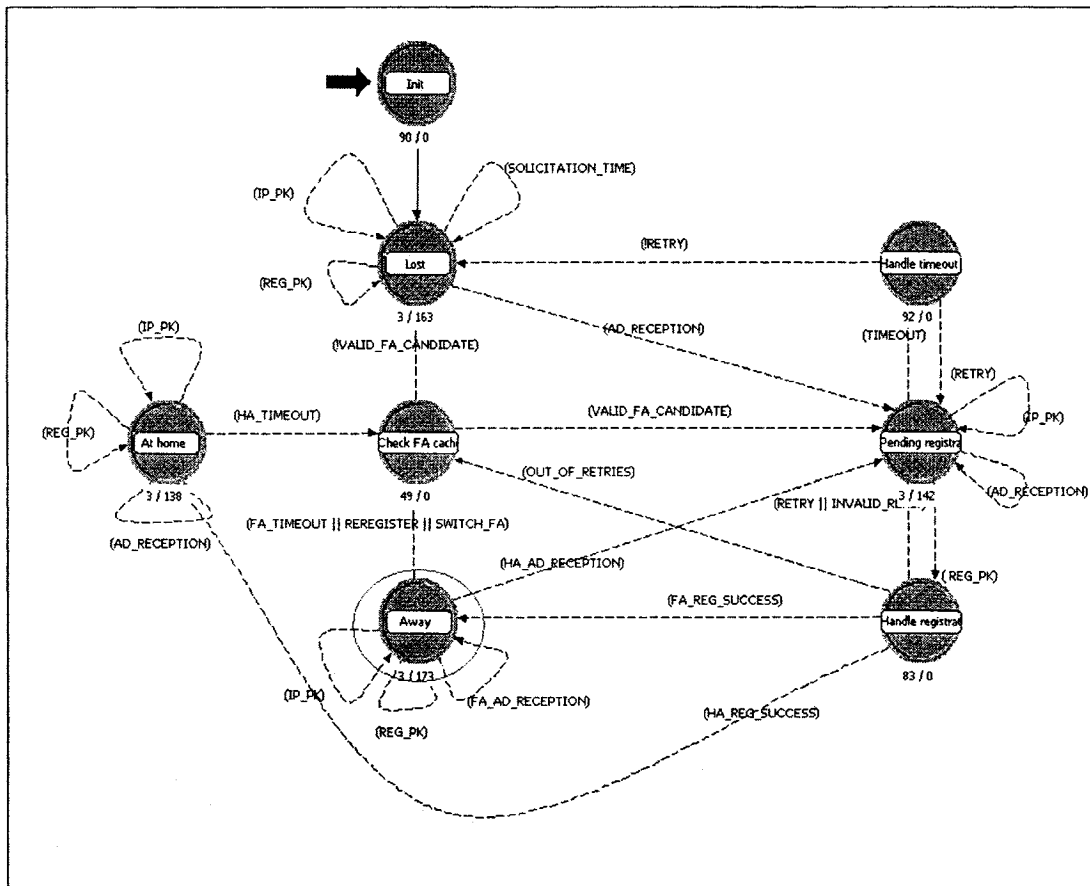 Init
90 / 0
(SOLICITATION_TIME)
(IP_PK)
(!RETRY)
Lost
Handle timeout
(REG_PK)
3 / 163
92 / 0
(AD_RECEPTION)
(TIMEOUT)
(IP_PK)
(!VALID_FA_CANDIDATE)
(RETRY)
(HA_TIMEOUT)
(VALID_FA_CANDIDATE)
(IP_PK)
(REG_PK)
At home
Check FA cach
Pending registra
(OUT_OF_RETRIES)
3 / 138
49 / 0
3 / 142
(AD_RECEPTION)
(RETRY || INVALID_R
(FA_TIMEOUT || REREGISTER || SWITCH_FA)
(AD_RECEPTION)
(HA_AD_RECEPTION)
(REG_PK)
(FA_REG_SUCCESS)
Away
Handle registrat
3 / 173
83 / 0
(IP_PK)
(FA_AD_RECEPTION)
(REG_PK)
(HA_REG_SUCCESS)